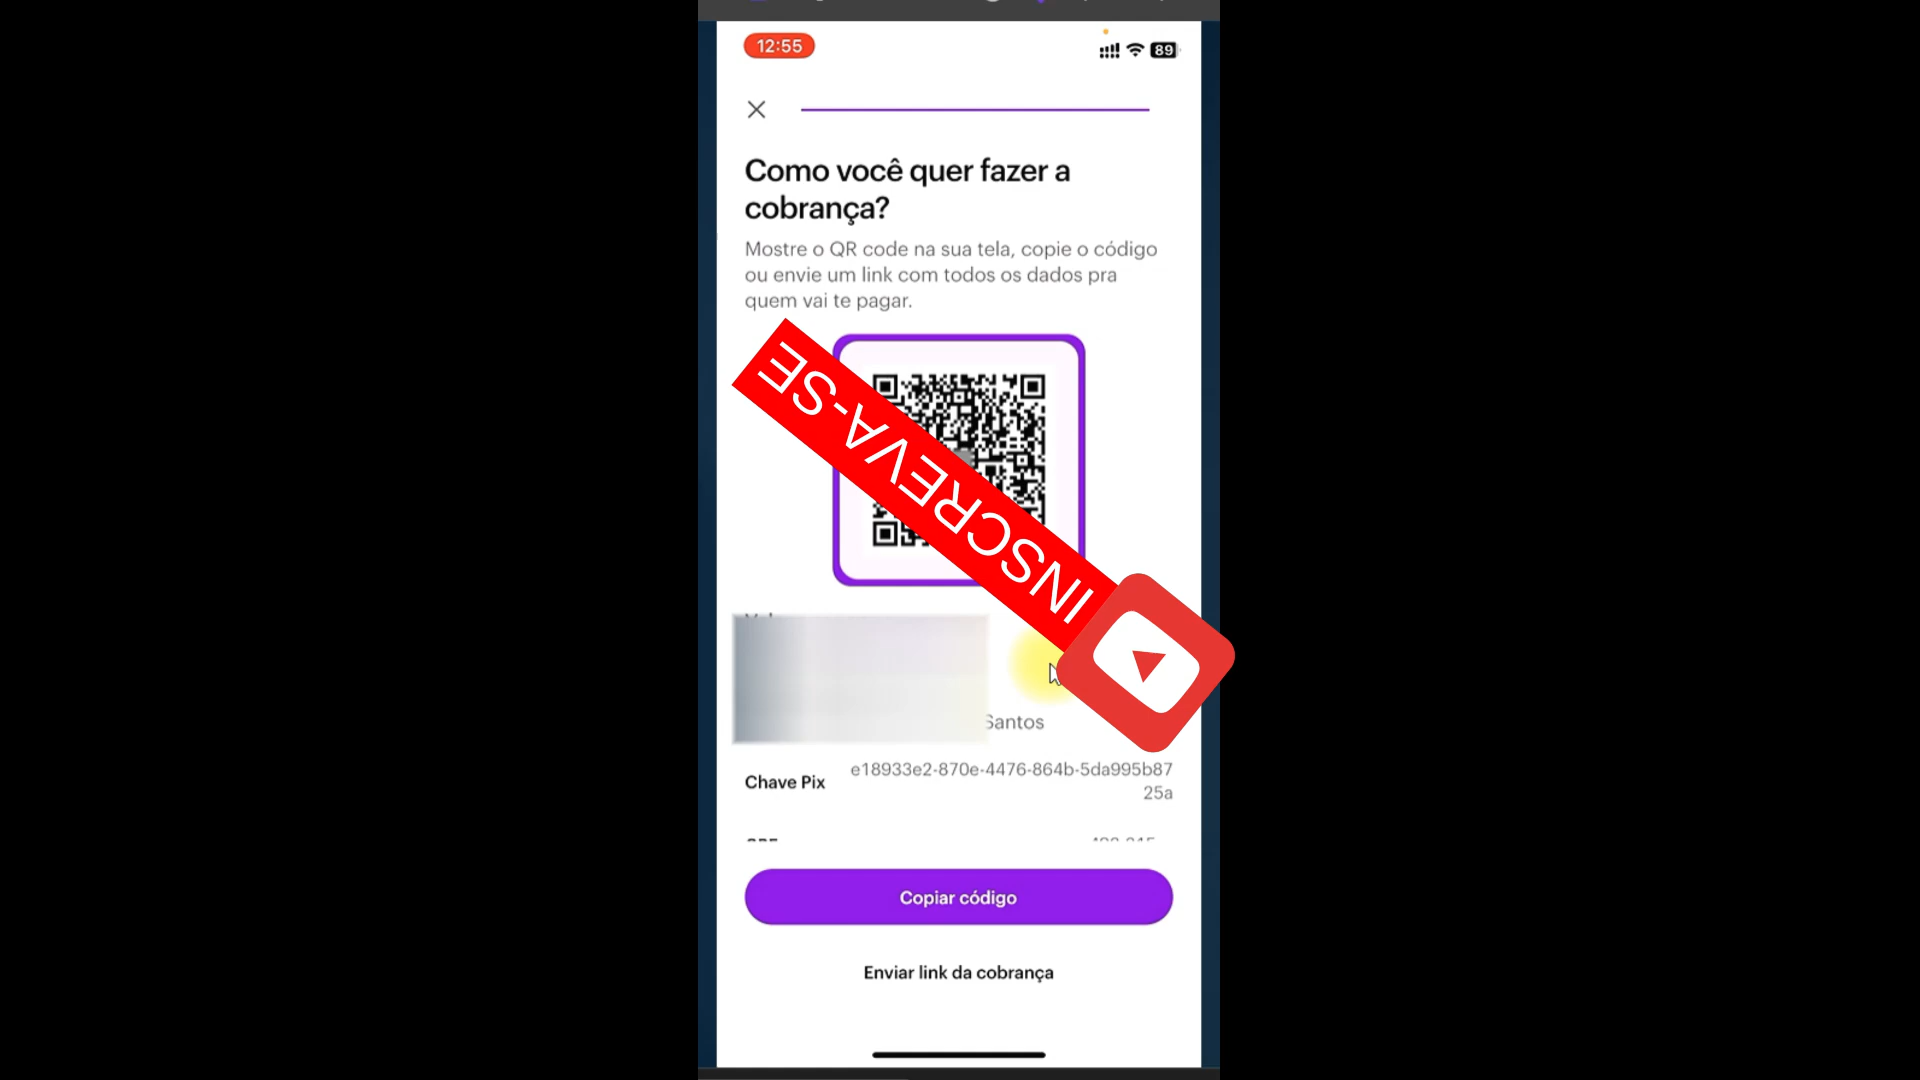 12:55
89
Como você quer fazer a
cobrança?
Mostre o QR code na sua tela, copie o código
ou envie um link com todos os dados pra
quem vai te pagar.
INSCREVA-SE
Santos
Chave Pix
e18933e2-870e-4476-864b-5da995b87
25a
Copiar código
Enviar link da cobrança